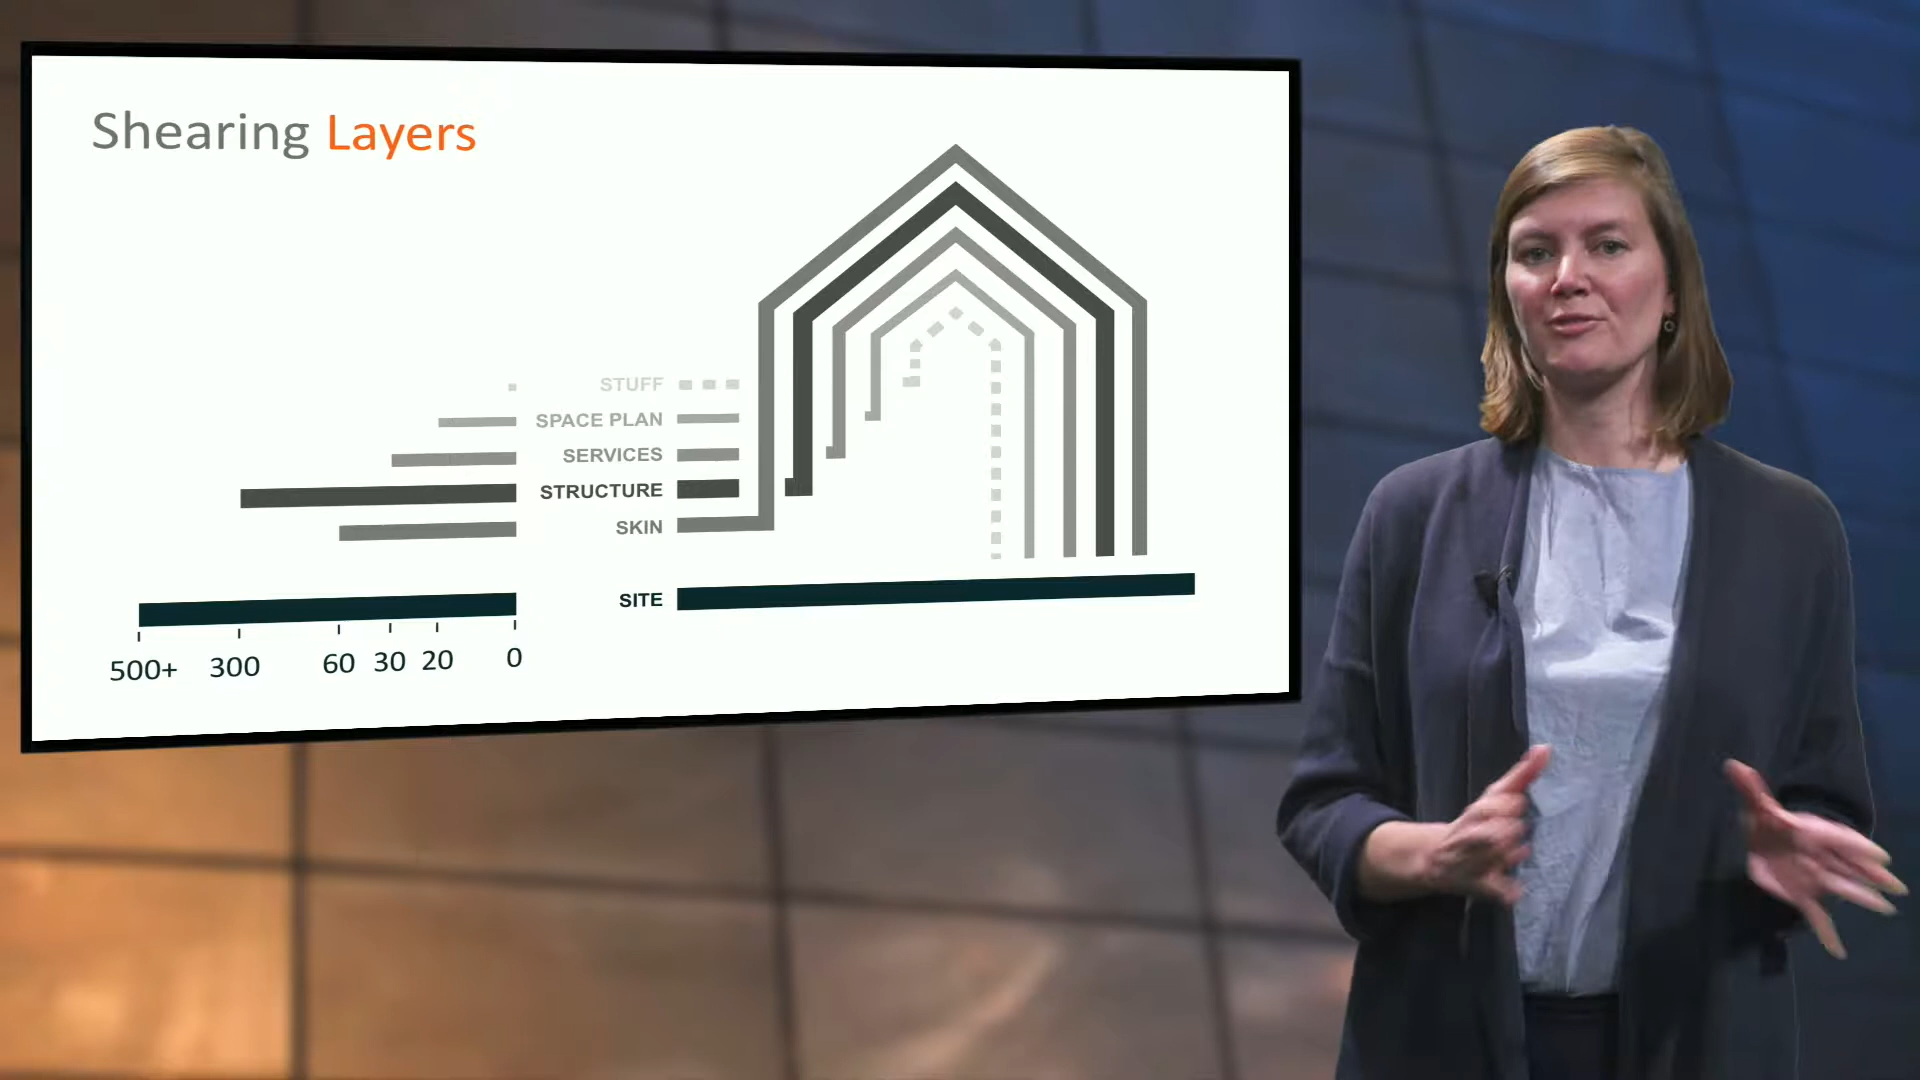 Shearing Layers
STUFF
SPACE PLAN
SERVICES
STRUCTURE
SKIN
SITE
500+ 300 60 30 20 0